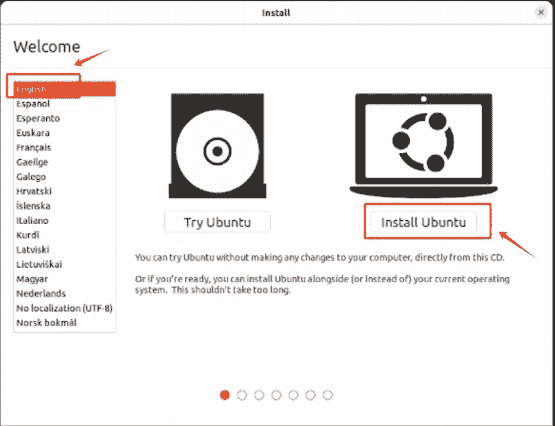 Install
Welcome
English
Español
Esperanto
Euskara
Français
Gaeilge
Galego
Hrvatski
Íslenska
Italiano
Kurdî
Latviski
Lietuviškai
Magyar
Nederlands
No localization (UTF-8)
Norsk bokmål
Try Ubuntu
Install Ubuntu
You can try Ubuntu without making any changes to your computer, directly from this CD.
Or if you're ready, you can install Ubuntu alongside (or instead of) your current operating
system. This shouldn't take too long.